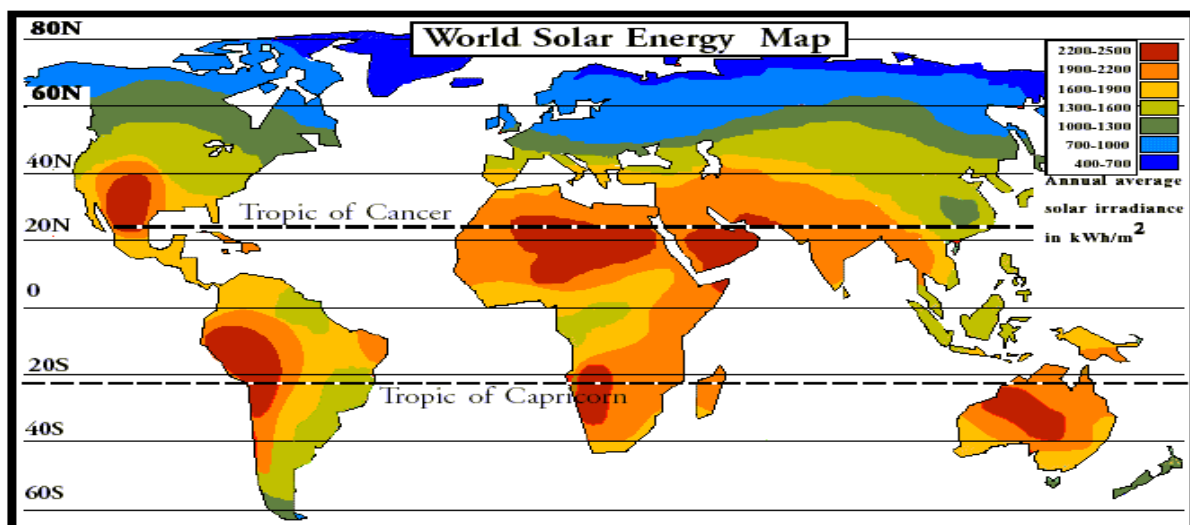 World Solar Energy Map
80N
60N
40N
20N
0
20S
40S
60S
Tropic of Cancer
Tropic of Capricorn
2200-2500
1900-2200
1600-1900
1300-1600
1000-1300
700-1000
400-700
Annual average
solar irradiance
in kWh/m²